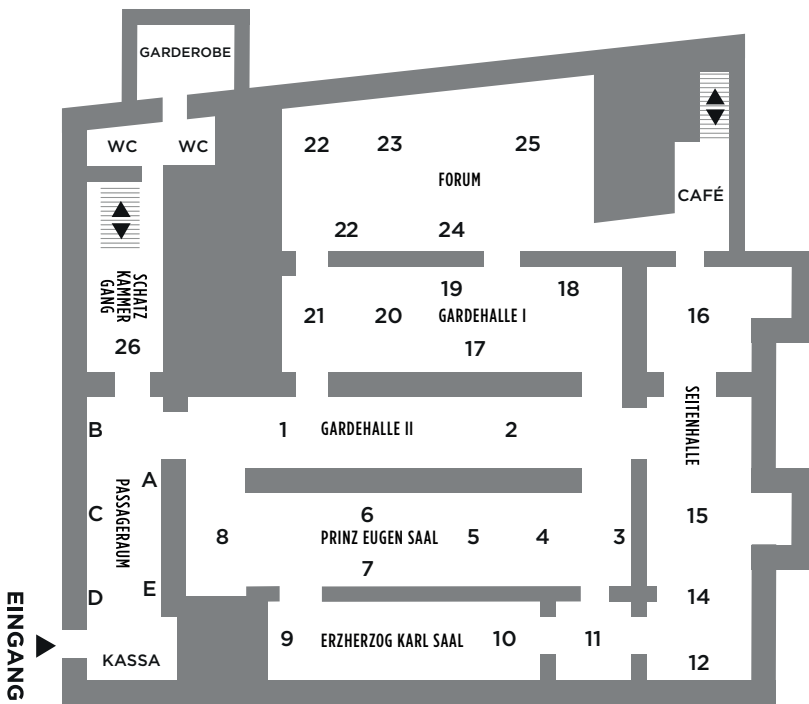 GARDEROBE
WC
WC
22
23
25
FORUM
CAFÉ
22
24
SCHATZ
KAMMER
GANG
19
18
21
20
GARDEHALLE I
16
17
26
B
1
GARDEHALLE II
2
SEITENHALLE
A
PASSAGERAUM
C
6
15
8
PRINZ EUGEN SAAL
5
4
3
7
E
D
14
EINGANG
9
ERZHERZOG KARL SAAL
10
11
KASSA
12